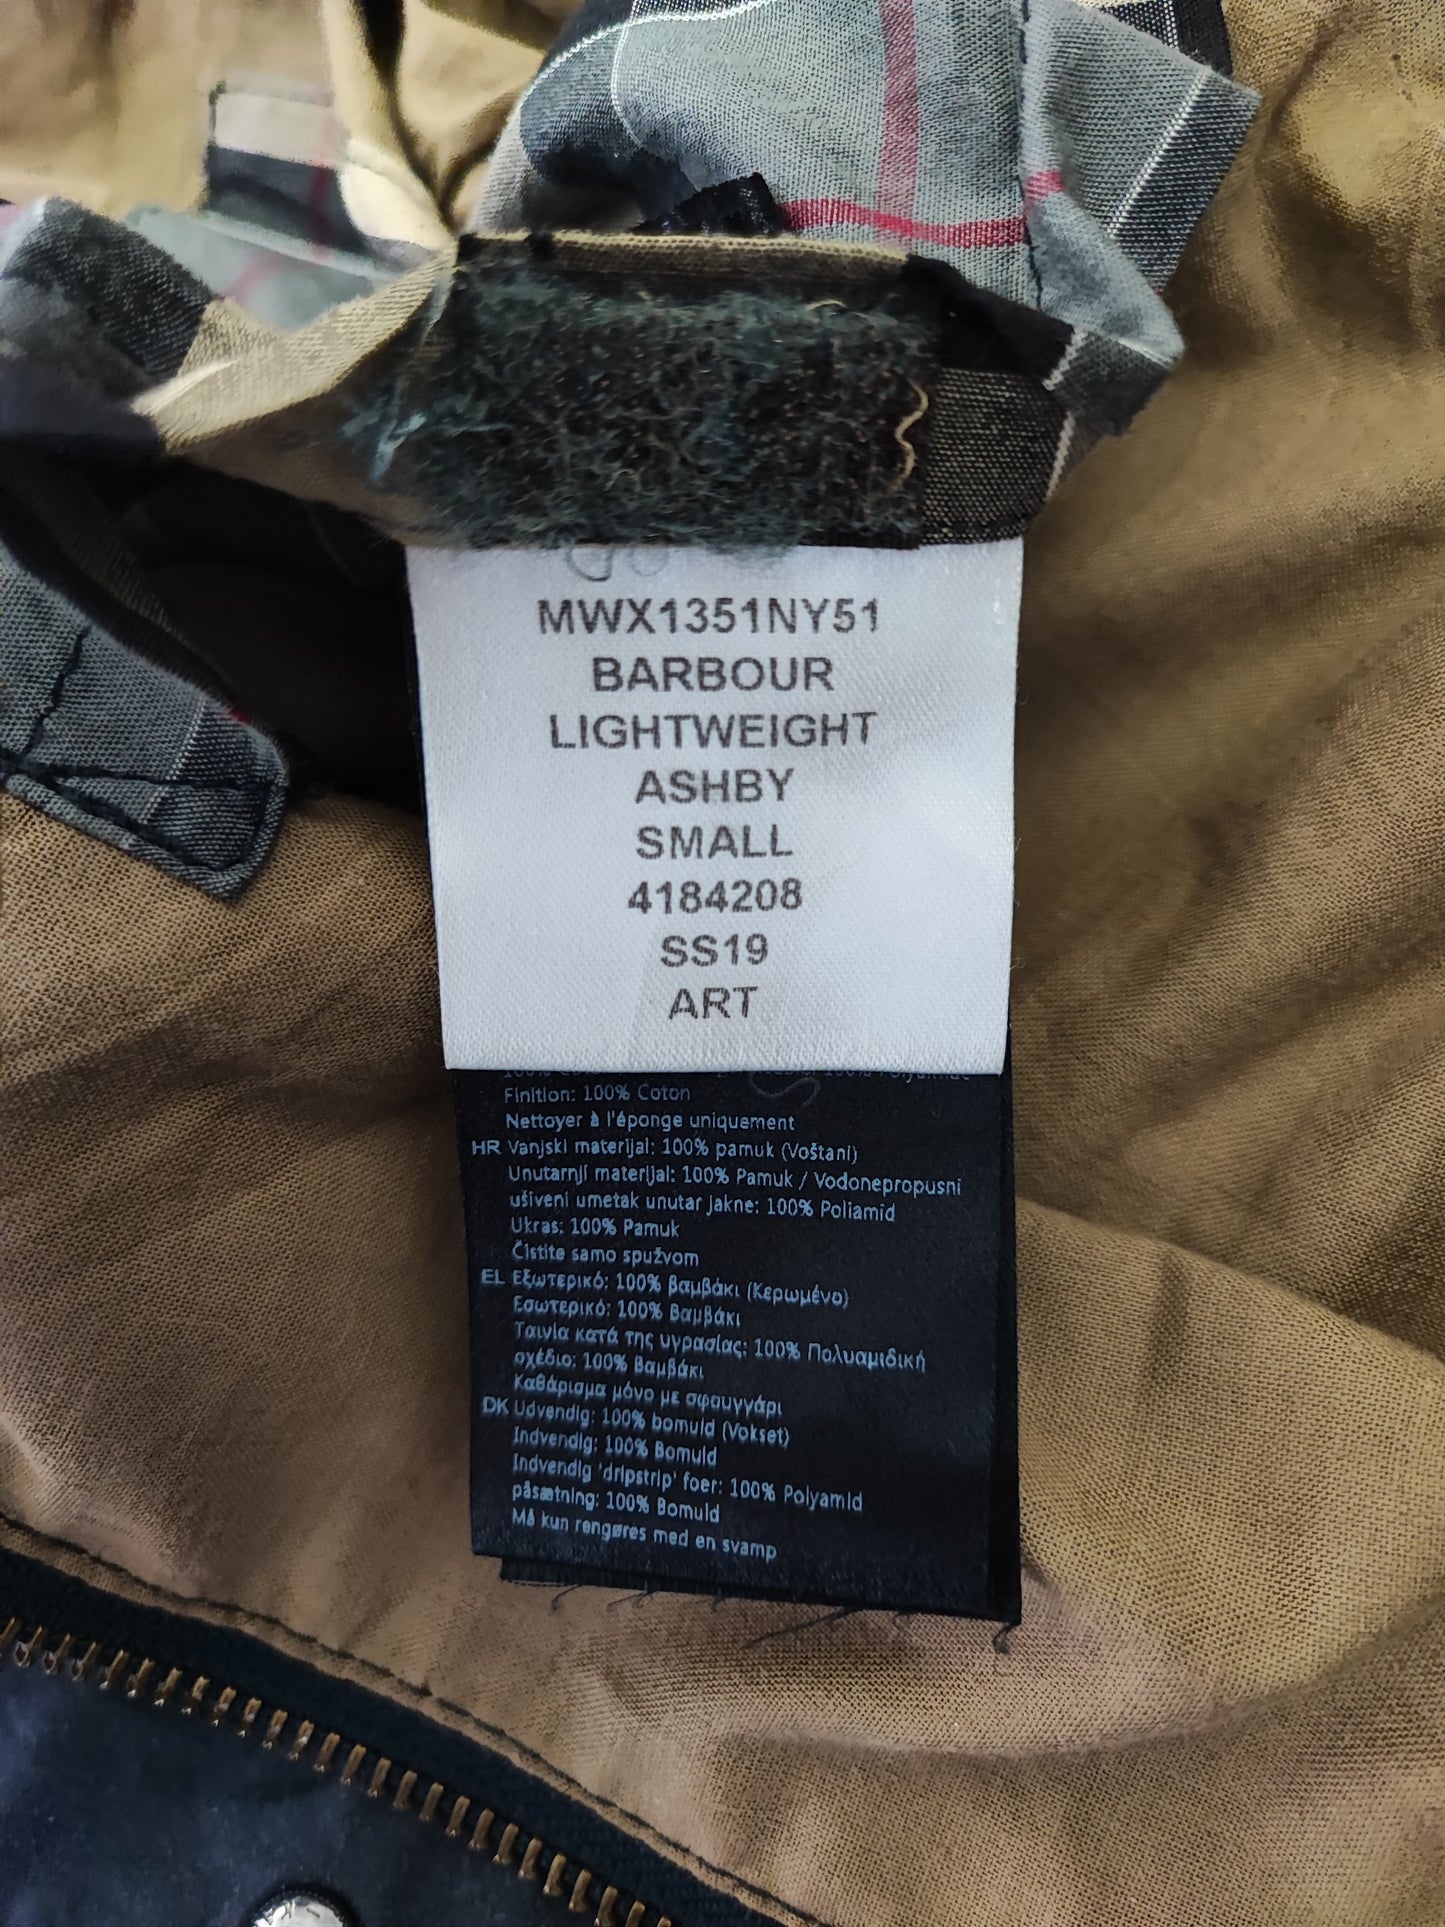 MWX1351NY51
BARBOUR
LIGHTWEIGHT
ASHBY
SMALL
4184208
SS19
ART
Finition: 100% Coton
Nettoyer à l'éponge uniquement
HR Vanjski materijal: 100% pamuk (Voštani)
Unutarnji materijal: 100% Pamuk / Vodonepropusni
ušiveni umetak unutar jakne: 100% Poliamid
Ukras: 100% Pamuk
Čistite samo spužvom
EL Εξωτερικό: 100% βαμβάκι (Κερωμένο)
Εσωτερικό: 100% Βαμβάκι
Ταινία κατά της υγρασίας: 100% Πολυαμιδική
σχέδιο: 100% Βαμβάκι
Καθάρισμα μόνο με σφουγγάρι
DK Udvendig: 100% bomuld (Vokset)
Indvendig: 100% Bomuld
Indvendig 'dripstrip' foer: 100% Polyamid
påsætning: 100% Bomuld
Må kun rengøres med en svamp